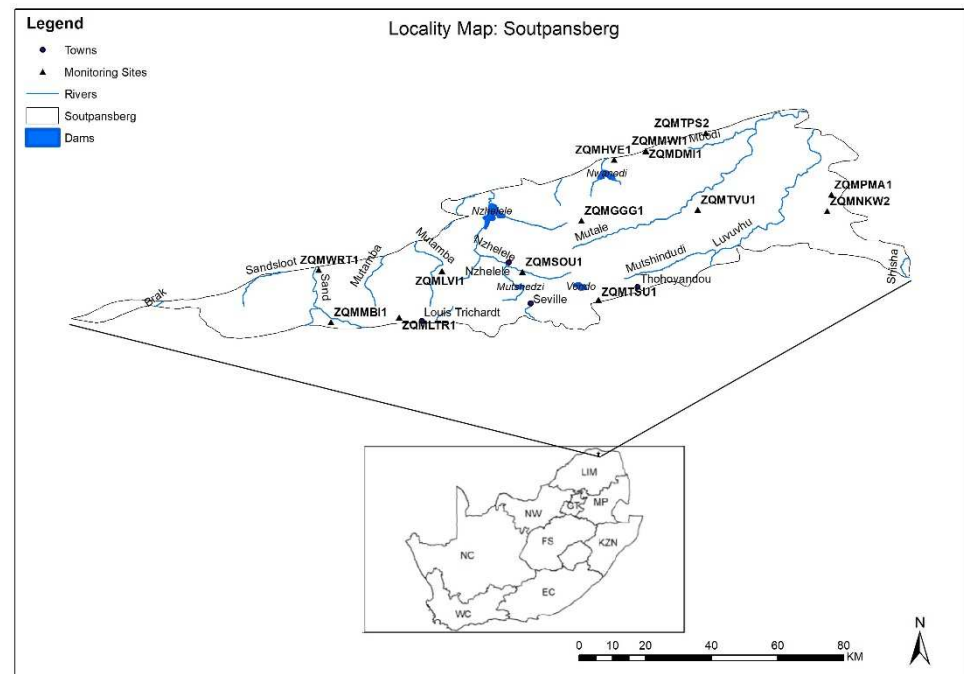 Locality Map: Soutpansberg
Legend
Towns
Monitoring Sites
Rivers
Soutpansberg
Dams
ZQMTPS2
Mbodi
ZQMMWI1
ZQMDMI1
ZQMHVE1
Nwanedi
ZQMPMA1
ZQMNKW2
ZQMTVU1
ZQMGGG1
Nzhelele
Mutale
Luvuvhu
Mutshindudi
Mutamba
Nzhelele
Nzhelele
ZQMSOU1
Sandsloot
ZQMWRT1
Mutamba
Sand
ZQMLVI1
Mutshedzi
Vondo
Thohoyandou
Shisha
Brak
Seville
ZQMTSU1
ZQMMBI1
Louis Trichardt
ZQMLTR1
LIM
MP
GT
NW
FS
KZN
NC
EC
WC
N
0 10 20 40 60 80
KM